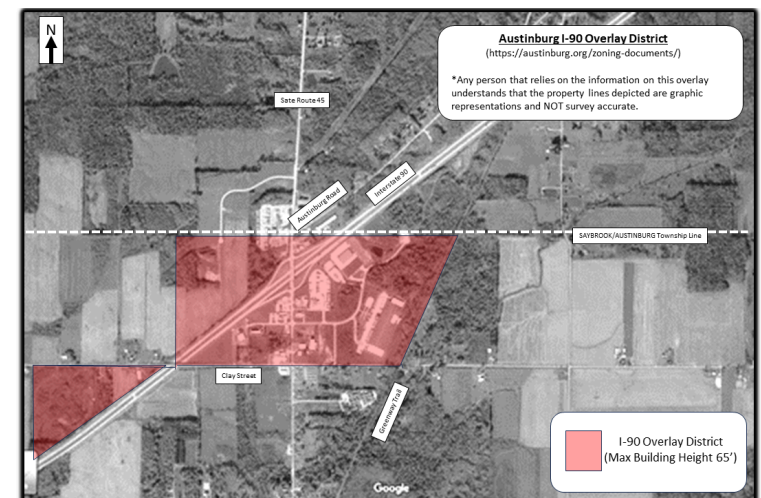 N
Austinburg I-90 Overlay District
(https://austinburg.org/zoning-documents/)
*Any person that relies on the information on this overlay
understands that the property lines depicted are graphic
representations and NOT survey accurate.
Sate Route 45
Austinburg Road
Interstate 90
SAYBROOK/AUSTINBURG Township Line
Clay Street
Greenway Trail
I-90 Overlay District
(Max Building Height 65')
Google